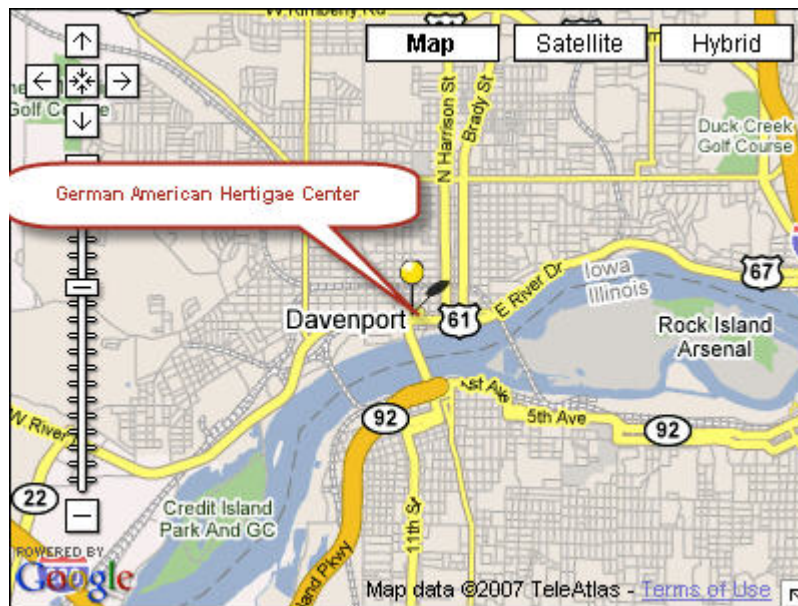 W Kimberly Rd
Map
Satellite
Hybrid
Golf Course
N Harrison St
Brady St
Duck Creek
Golf Course
German American Hertigae Center
E River Dr
Iowa
Illinois
67
Davenport
61
Rock Island
Arsenal
1st Ave
5th Ave
92
92
W River
22
Credit Island
Park And GC
11th St
Pkwy
POWERED BY
Google
Map data ©2007 TeleAtlas - Terms of Use